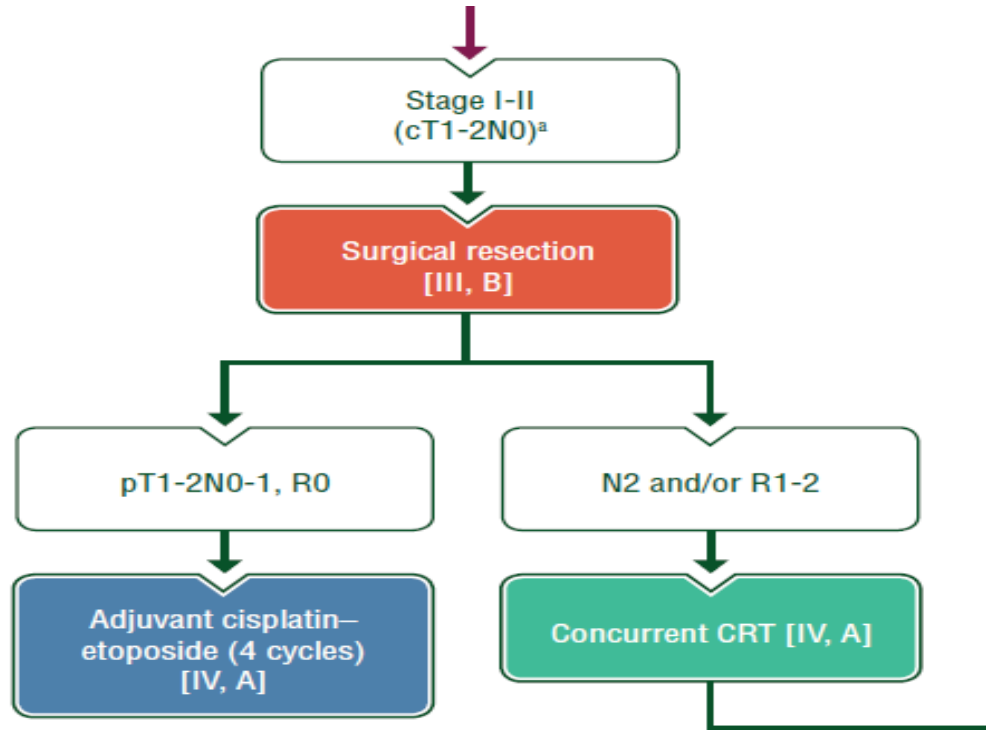 Stage I-II
(cT1-2N0)ᵃ
Surgical resection
[III, B]
pT1-2N0-1, R0
N2 and/or R1-2
Adjuvant cisplatin–
etoposide (4 cycles)
[IV, A]
Concurrent CRT [IV, A]